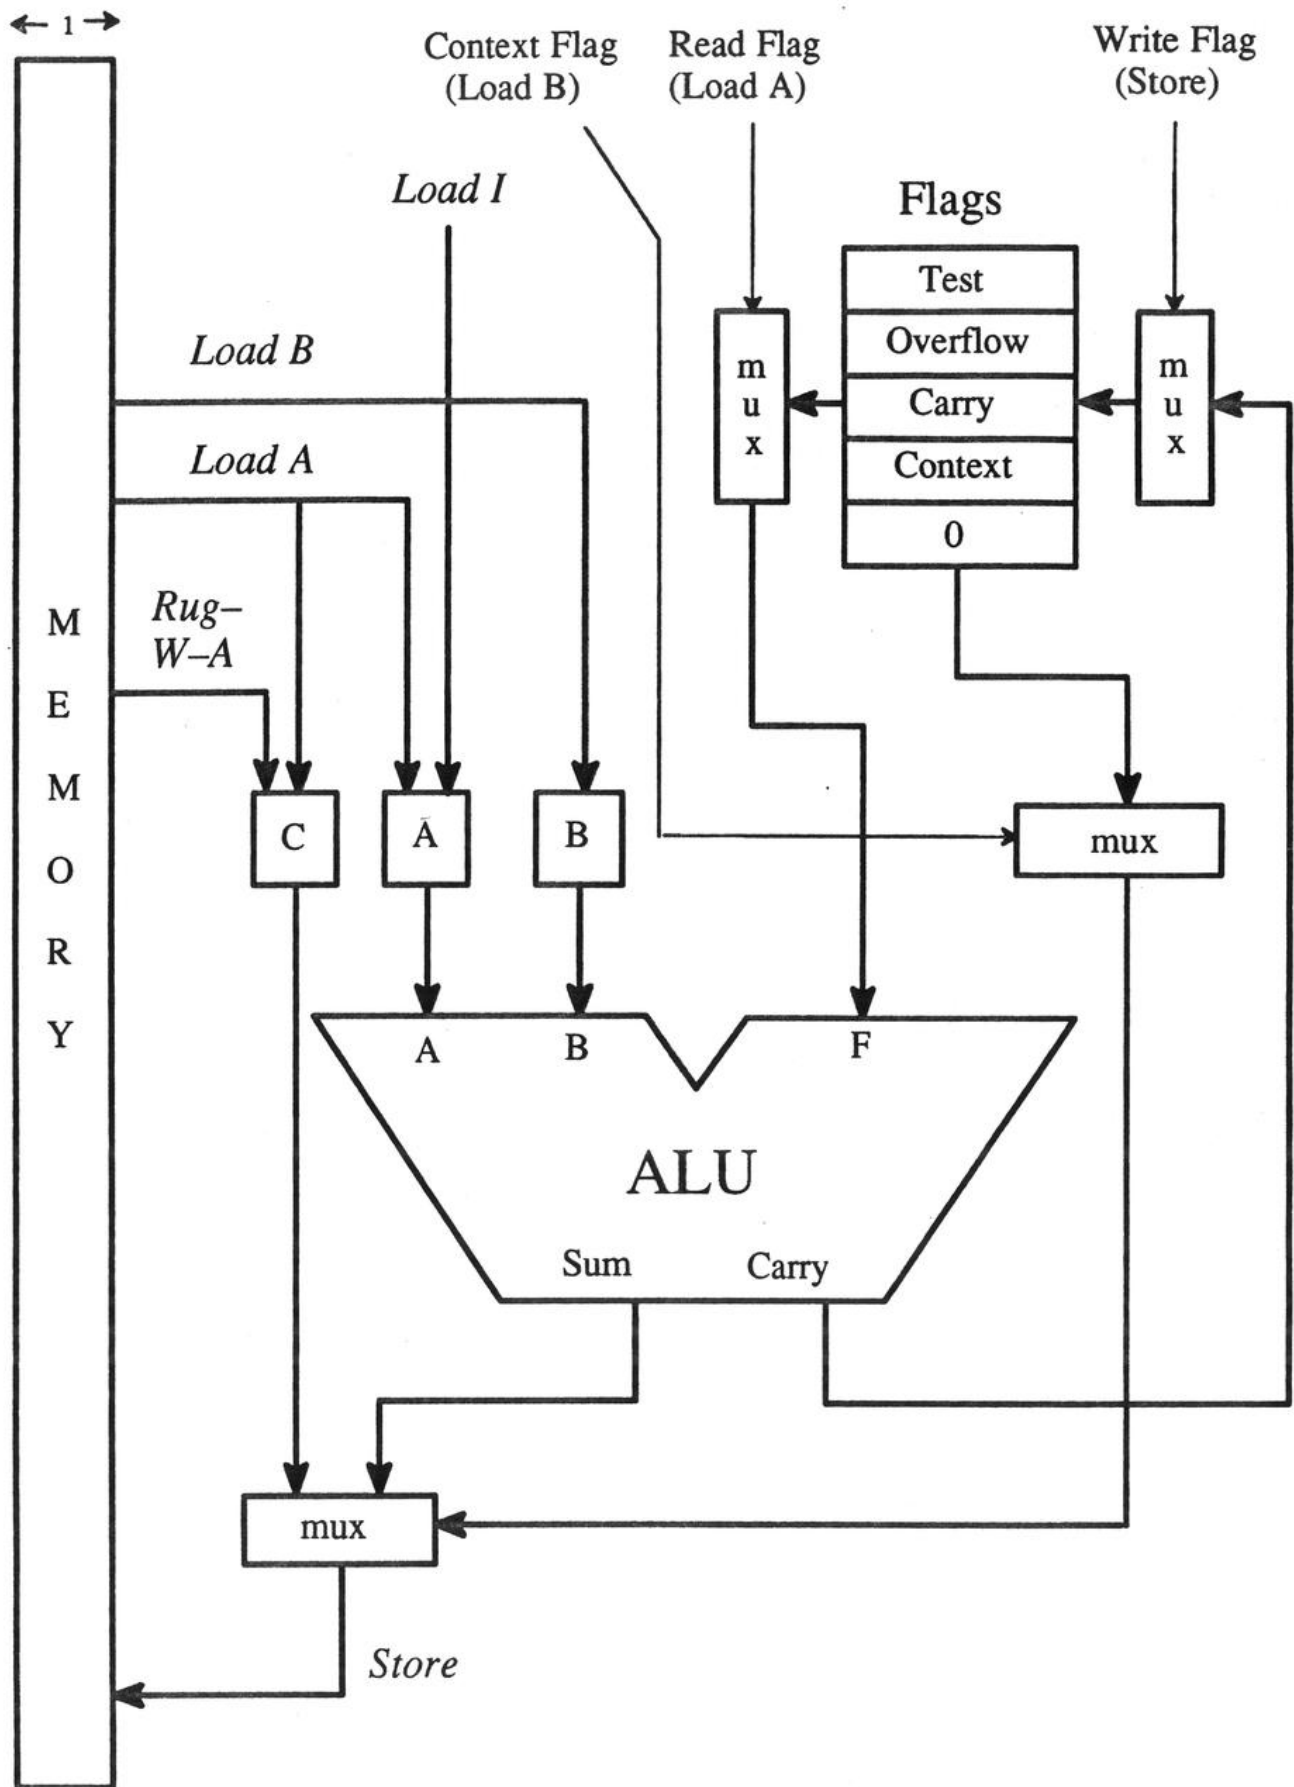 1
Context Flag
(Load B)
Read Flag
(Load A)
Write Flag
(Store)
Load I
Flags
Test
Overflow
Carry
Context
0
m
u
x
m
u
x
Load B
Load A
Rug–
W–A
M
E
M
O
R
Y
C
A
B
mux
A
B
F
ALU
Sum
Carry
mux
Store